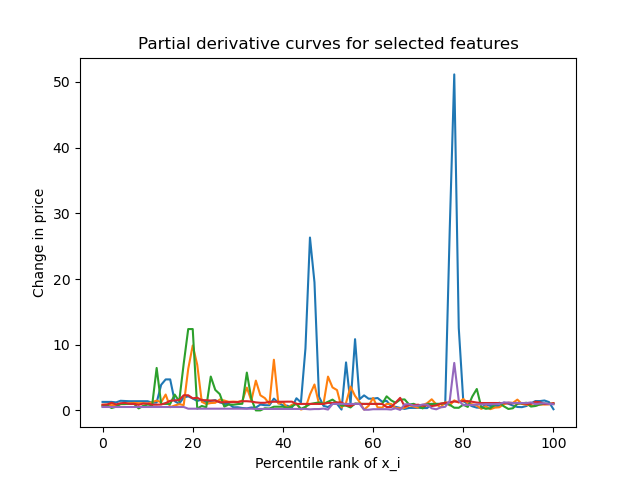 Partial derivative curves for selected features
50
40
30
20
10
0
Change in price
0 20 40 60 80 100
Percentile rank of x_i